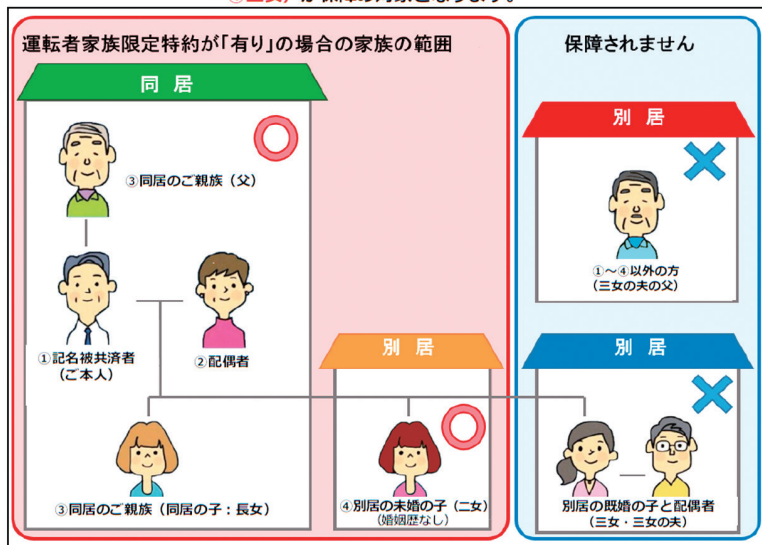 運転者家族限定特約が「有り」の場合の家族の範囲
同居
③同居のご親族（父）
①記名被共済者
（ご本人）
②配偶者
③同居のご親族（同居の子：長女）
別居
④別居の未婚の子（二女）
（婚姻歴なし）
保障されません
別居
①～④以外の方
（三女の夫の父）
別居
別居の既婚の子と配偶者
（三女・三女の夫）